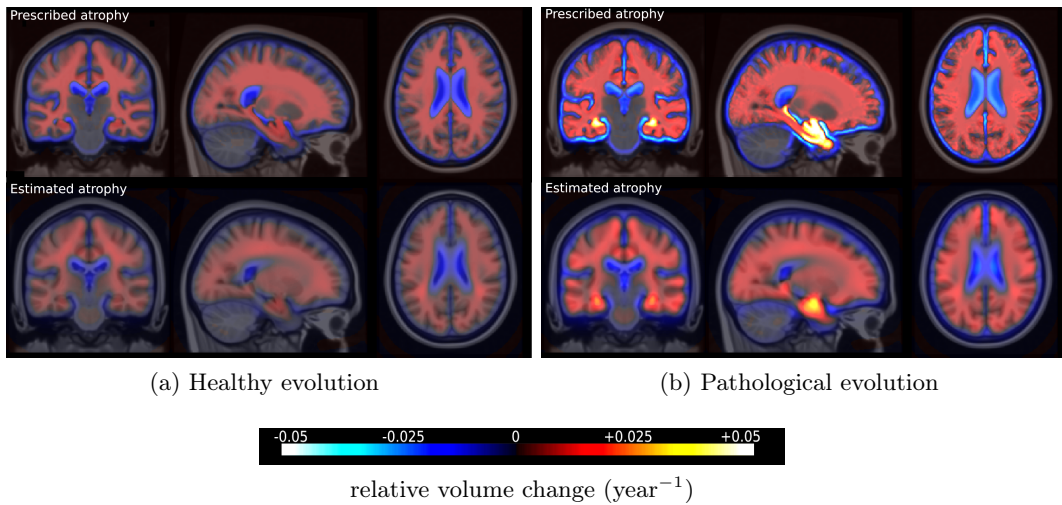 Prescribed atrophy
Prescribed atrophy
Estimated atrophy
Estimated atrophy
(a) Healthy evolution
(b) Pathological evolution
-0.05 -0.025 0 +0.025 +0.05
relative volume change (year⁻¹)